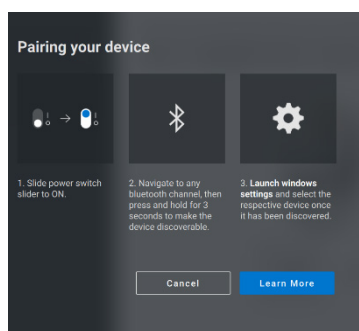 Pairing your device
1. Slide power switch
slider to ON.
2. Navigate to any
bluetooth channel, then
press and hold for 3
seconds to make the
device discoverable.
3. Launch windows
settings and select the
respective device once
it has been discovered.
Cancel
Learn More